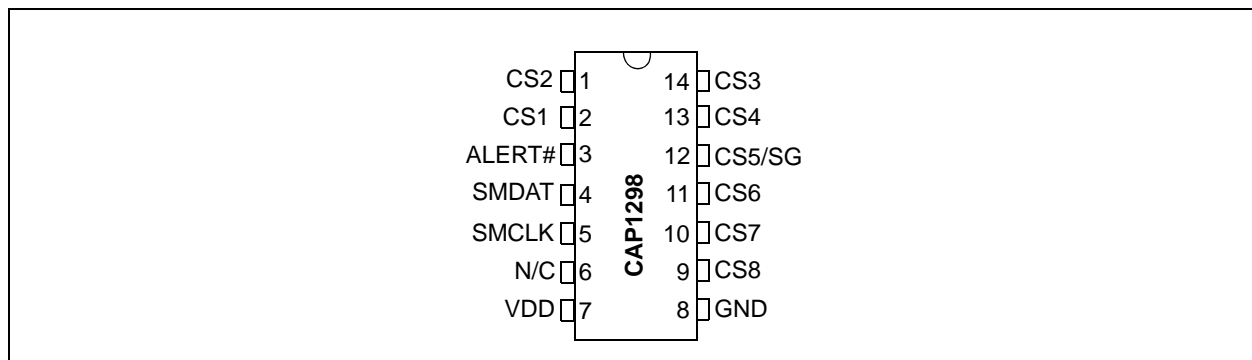 CS2 1 14 CS3
CS1 2 13 CS4
ALERT# 3 12 CS5/SG
SMDAT 4 11 CS6
SMCLK 5 10 CS7
N/C 6 9 CS8
VDD 7 8 GND
CAP1298